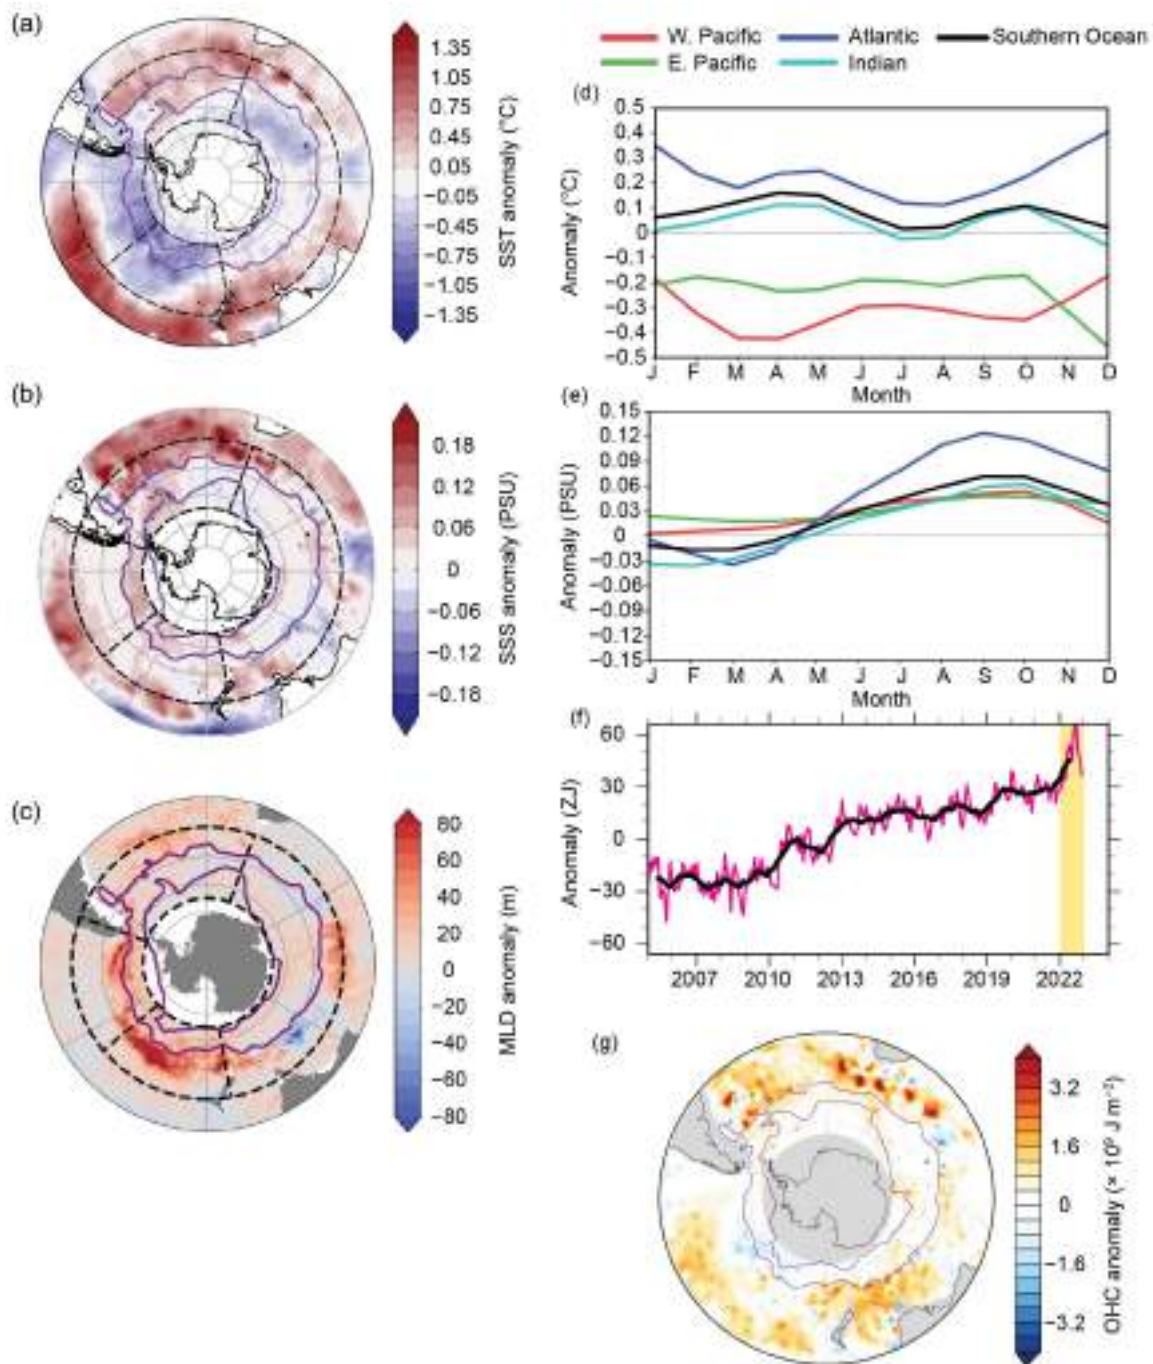 (a)
1.35
1.05
0.75
0.45
0.05
−0.05
−0.45
−0.75
−1.05
−1.35
SST anomaly (°C)
(b)
0.18
0.12
0.06
0
−0.06
−0.12
−0.18
SSS anomaly (PSU)
(c)
80
60
40
20
0
−20
−40
−60
−80
MLD anomaly (m)
W. Pacific
Atlantic
Southern Ocean
E. Pacific
Indian
(d)
0.5
0.4
0.3
0.2
0.1
0
−0.1
−0.2
−0.3
−0.4
−0.5
Anomaly (°C)
J F M A M J J A S O N D
Month
(e)
0.15
0.12
0.09
0.06
0.03
0
−0.03
−0.06
−0.09
−0.12
−0.15
Anomaly (PSU)
J F M A M J J A S O N D
Month
(f)
60
30
0
−30
−60
Anomaly (ZJ)
2007 2010 2013 2016 2019 2022
(g)
3.2
1.6
0
−1.6
−3.2
OHC anomaly (× 10⁹ J m⁻²)